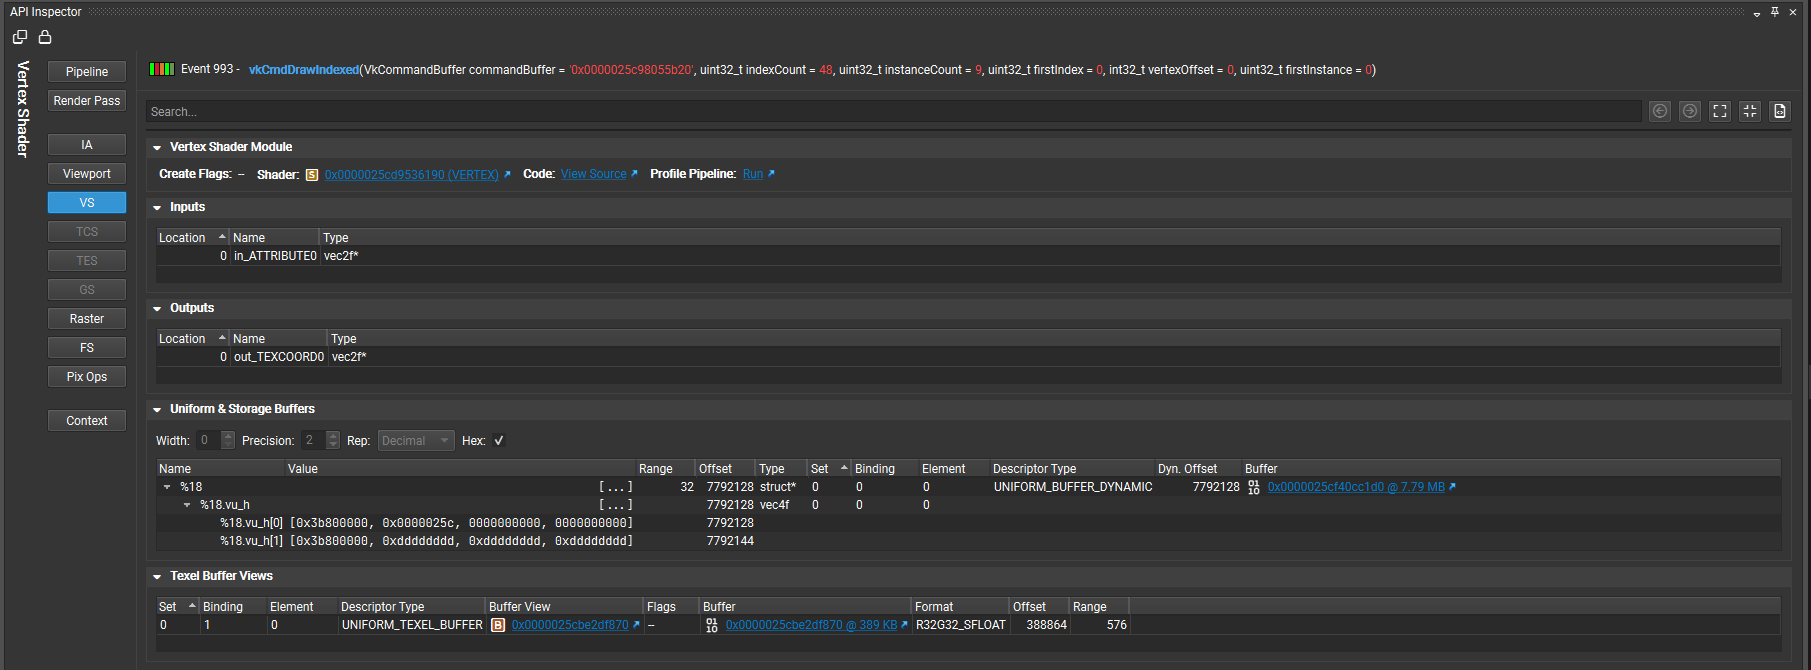 API Inspector
Vertex Shader
Pipeline
Render Pass
IA
Viewport
VS
TCS
TES
GS
Raster
FS
Pix Ops
Context
Event 993 - vkCmdDrawIndexed(VkCommandBuffer commandBuffer = '0x0000025c98055b20', uint32_t indexCount = 48, uint32_t instanceCount = 9, uint32_t firstIndex = 0, int32_t vertexOffset = 0, uint32_t firstInstance = 0)
Search...
Vertex Shader Module
Create Flags: -- Shader: S 0x0000025cd9536190 (VERTEX) Code: View Source Profile Pipeline: Run
Inputs
Location Name Type
0 in_ATTRIBUTE0 vec2f*
Outputs
Location Name Type
0 out_TEXCOORD0 vec2f*
Uniform & Storage Buffers
Width: 0 Precision: 2 Rep: Decimal Hex:
Name Value Range Offset Type Set Binding Element Descriptor Type Dyn. Offset Buffer
%18 [...] 32 7792128 struct* 0 0 0 UNIFORM_BUFFER_DYNAMIC 7792128 01 10 0x0000025cf40cc1d0 @ 7.79 MB
%18.vu_h [...] 7792128 vec4f 0 0 0
%18.vu_h[0] [0x3b800000, 0x0000025c, 0000000000, 0000000000] 7792128
%18.vu_h[1] [0x3b800000, 0xdddddddd, 0xdddddddd, 0xdddddddd] 7792144
Texel Buffer Views
Set Binding Element Descriptor Type Buffer View Flags Buffer Format Offset Range
0 1 0 UNIFORM_TEXEL_BUFFER B 0x0000025cbe2df870 -- 01 10 0x0000025cbe2df870 @ 389 KB R32G32_SFLOAT 388864 576